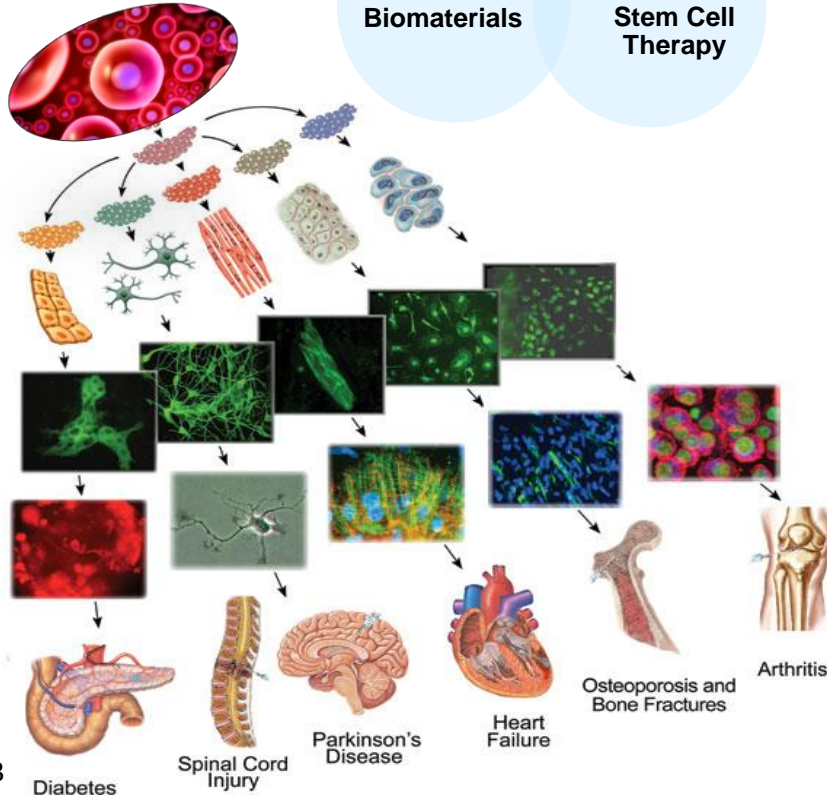 Biomaterials
Stem Cell
Therapy
Arthritis
Osteoporosis and
Bone Fractures
Heart
Failure
Parkinson's
Disease
Spinal Cord
Injury
Diabetes